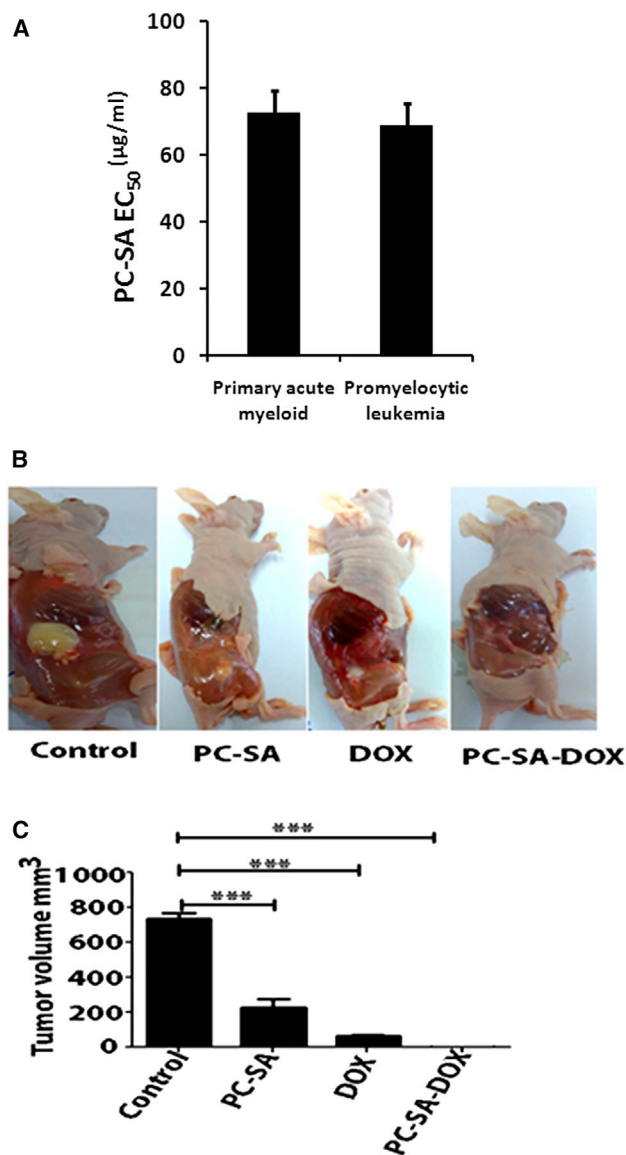 A
PC-SA EC50 (µg/ml)
100
80
60
40
20
0
Primary acute myeloid
Promyelocytic leukemia
B
Control
PC-SA
DOX
PC-SA-DOX
C
Tumor volume mm3
1000
800
600
400
200
0
***
***
***
Control
PC-SA
DOX
PC-SA-DOX